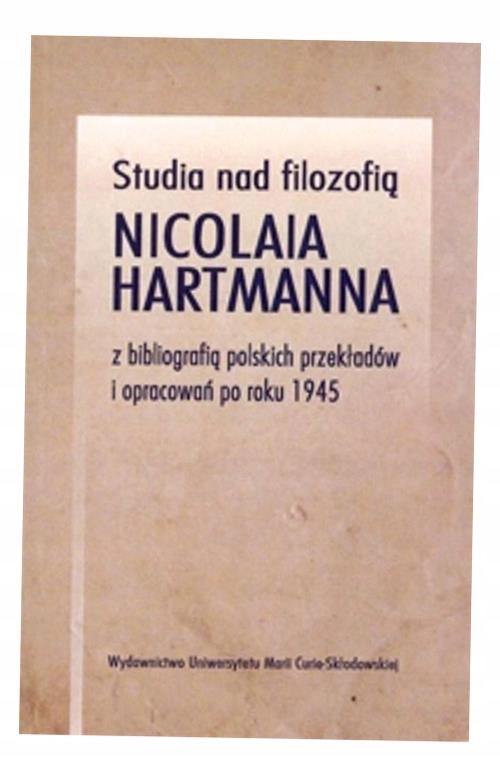 Studia nad filozofią
NICOLAIA
HARTMANNA
z bibliografią polskich przekładów
i opracowań po roku 1945
Wydawnictwo Uniwersytetu Marii Curie-Skłodowskiej